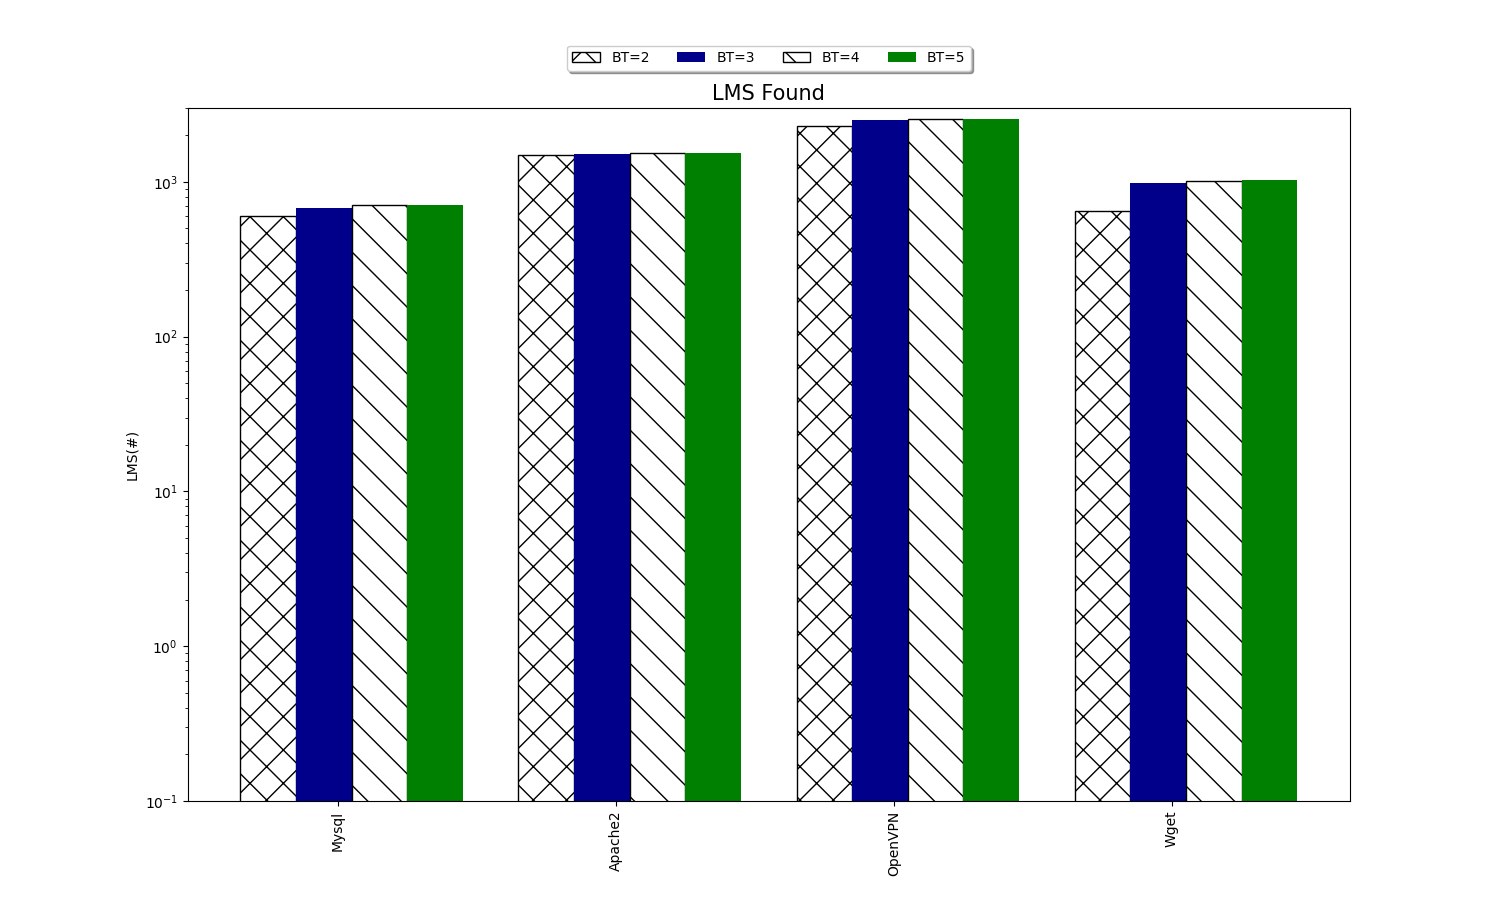 BT=2 BT=3 BT=4 BT=5
LMS Found
10³
10²
10¹
10⁰
10⁻¹
LMS(#)
Mysql
Apache2
OpenVPN
Wget